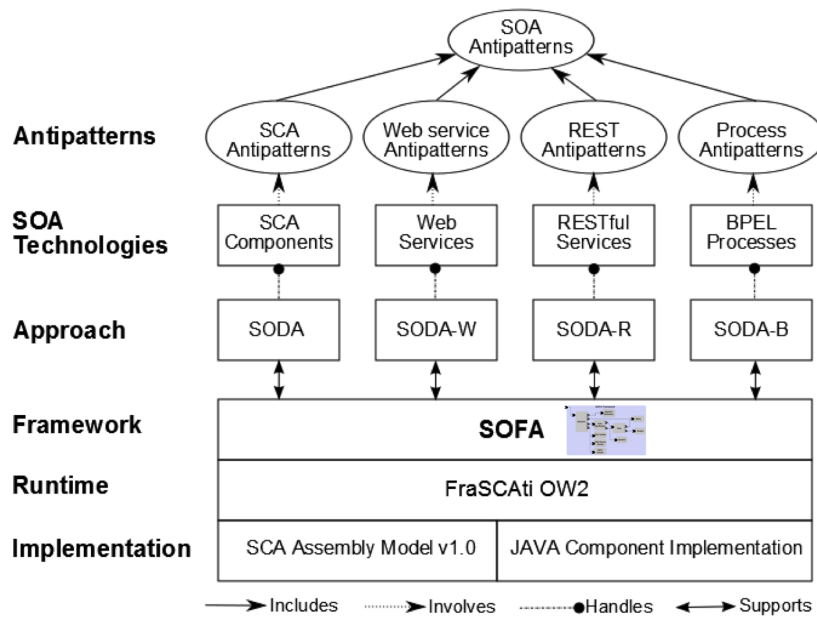 SOA
Antipatterns
Antipatterns
SCA
Antipatterns
Web service
Antipatterns
REST
Antipatterns
Process
Antipatterns
SOA
Technologies
SCA
Components
Web
Services
RESTful
Services
BPEL
Processes
Approach
SODA
SODA-W
SODA-R
SODA-B
Framework
SOFA
Runtime
FraSCAti OW2
Implementation
SCA Assembly Model v1.0
JAVA Component Implementation
Includes
Involves
Handles
Supports